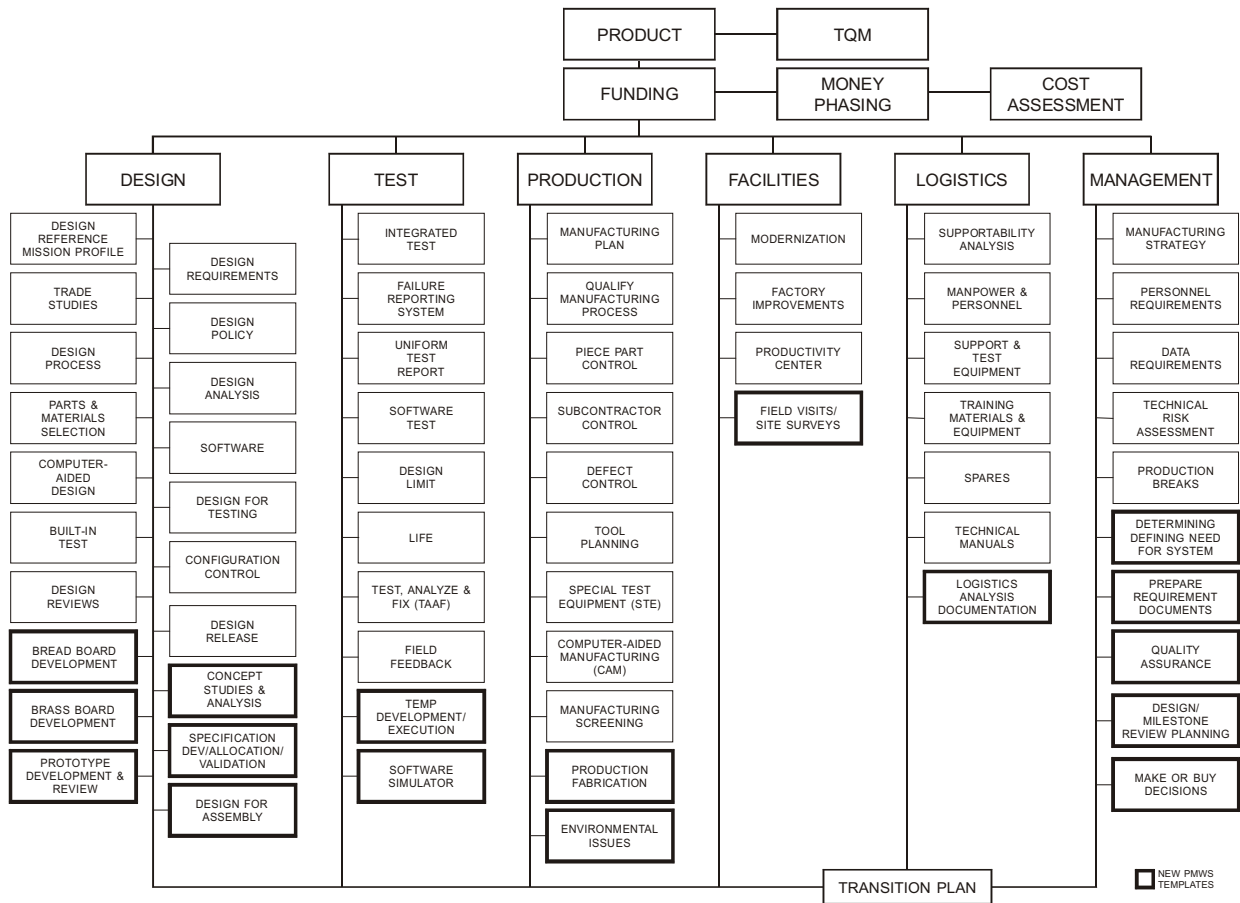 PRODUCT
TQM
FUNDING
MONEY
PHASING
COST
ASSESSMENT
DESIGN
TEST
PRODUCTION
FACILITIES
LOGISTICS
MANAGEMENT
DESIGN
REFERENCE
MISSION PROFILE
TRADE
STUDIES
DESIGN
PROCESS
PARTS &
MATERIALS
SELECTION
COMPUTER-
AIDED
DESIGN
BUILT-IN
TEST
DESIGN
REVIEWS
BREAD BOARD
DEVELOPMENT
BRASS BOARD
DEVELOPMENT
PROTOTYPE
DEVELOPMENT &
REVIEW
DESIGN
REQUIREMENTS
DESIGN
POLICY
DESIGN
ANALYSIS
SOFTWARE
DESIGN FOR
TESTING
CONFIGURATION
CONTROL
DESIGN
RELEASE
CONCEPT
STUDIES &
ANALYSIS
SPECIFICATION
DEV/ALLOCATION/
VALIDATION
DESIGN FOR
ASSEMBLY
INTEGRATED
TEST
FAILURE
REPORTING
SYSTEM
UNIFORM
TEST
REPORT
SOFTWARE
TEST
DESIGN
LIMIT
LIFE
TEST, ANALYZE &
FIX (TAAF)
FIELD
FEEDBACK
TEMP
DEVELOPMENT/
EXECUTION
SOFTWARE
SIMULATOR
MANUFACTURING
PLAN
QUALIFY
MANUFACTURING
PROCESS
PIECE PART
CONTROL
SUBCONTRACTOR
CONTROL
DEFECT
CONTROL
TOOL
PLANNING
SPECIAL TEST
EQUIPMENT (STE)
COMPUTER-AIDED
MANUFACTURING
(CAM)
MANUFACTURING
SCREENING
PRODUCTION
FABRICATION
ENVIRONMENTAL
ISSUES
MODERNIZATION
FACTORY
IMPROVEMENTS
PRODUCTIVITY
CENTER
FIELD VISITS/
SITE SURVEYS
SUPPORTABILITY
ANALYSIS
MANPOWER &
PERSONNEL
SUPPORT &
TEST
EQUIPMENT
TRAINING
MATERIALS &
EQUIPMENT
SPARES
TECHNICAL
MANUALS
LOGISTICS
ANALYSIS
DOCUMENTATION
MANUFACTURING
STRATEGY
PERSONNEL
REQUIREMENTS
DATA
REQUIREMENTS
TECHNICAL
RISK
ASSESSMENT
PRODUCTION
BREAKS
DETERMINING
DEFINING NEED
FOR SYSTEM
PREPARE
REQUIREMENT
DOCUMENTS
QUALITY
ASSURANCE
DESIGN/
MILESTONE
REVIEW PLANNING
MAKE OR BUY
DECISIONS
TRANSITION PLAN
NEW PMWS
TEMPLATES